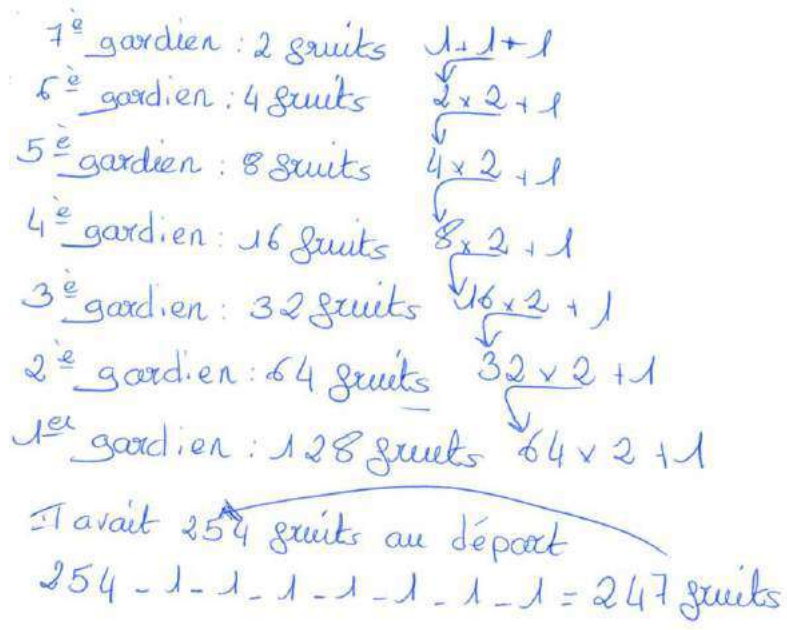 7è gardien : 2 fruits 1+1+1
6è gardien : 4 fruits 2 x 2 + 1
5è gardien : 8 fruits 4 x 2 + 1
4è gardien : 16 fruits 8 x 2 + 1
3è gardien : 32 fruits 16 x 2 + 1
2è gardien : 64 fruits 32 x 2 + 1
1er gardien : 128 fruits 64 x 2 + 1
Il avait 254 fruits au départ
254 - 1 - 1 - 1 - 1 - 1 - 1 - 1 = 247 fruits